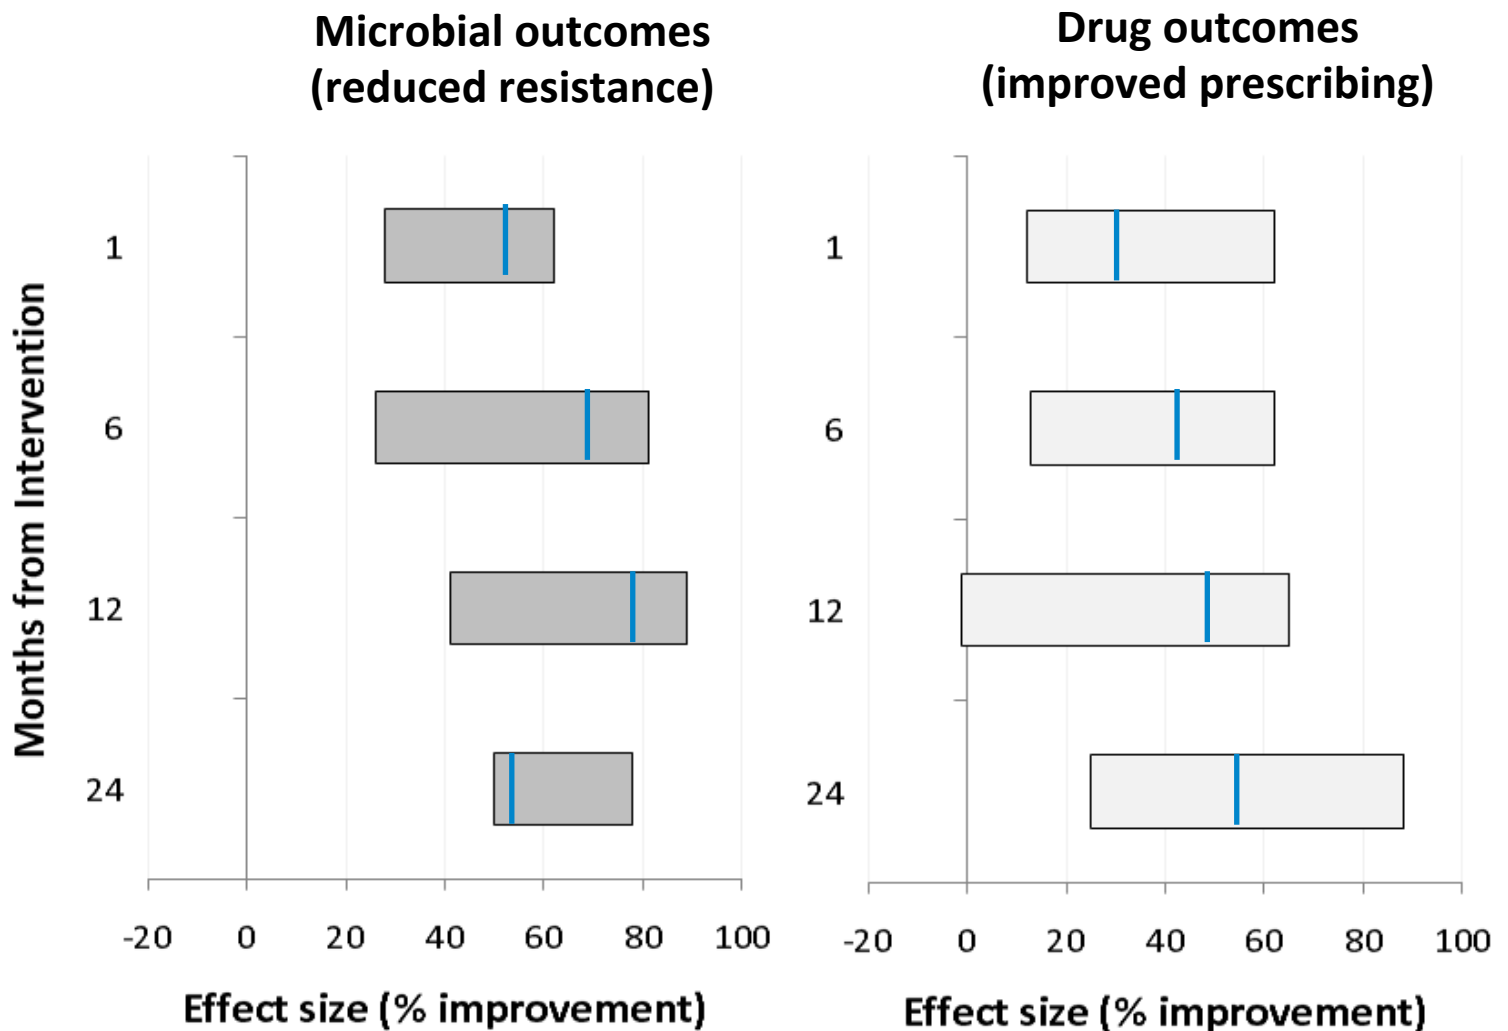 Microbial outcomes
(reduced resistance)
Drug outcomes
(improved prescribing)
Months from Intervention
1
6
12
24
-20 0 20 40 60 80 100
Effect size (% improvement)
1
6
12
24
-20 0 20 40 60 80 100
Effect size (% improvement)